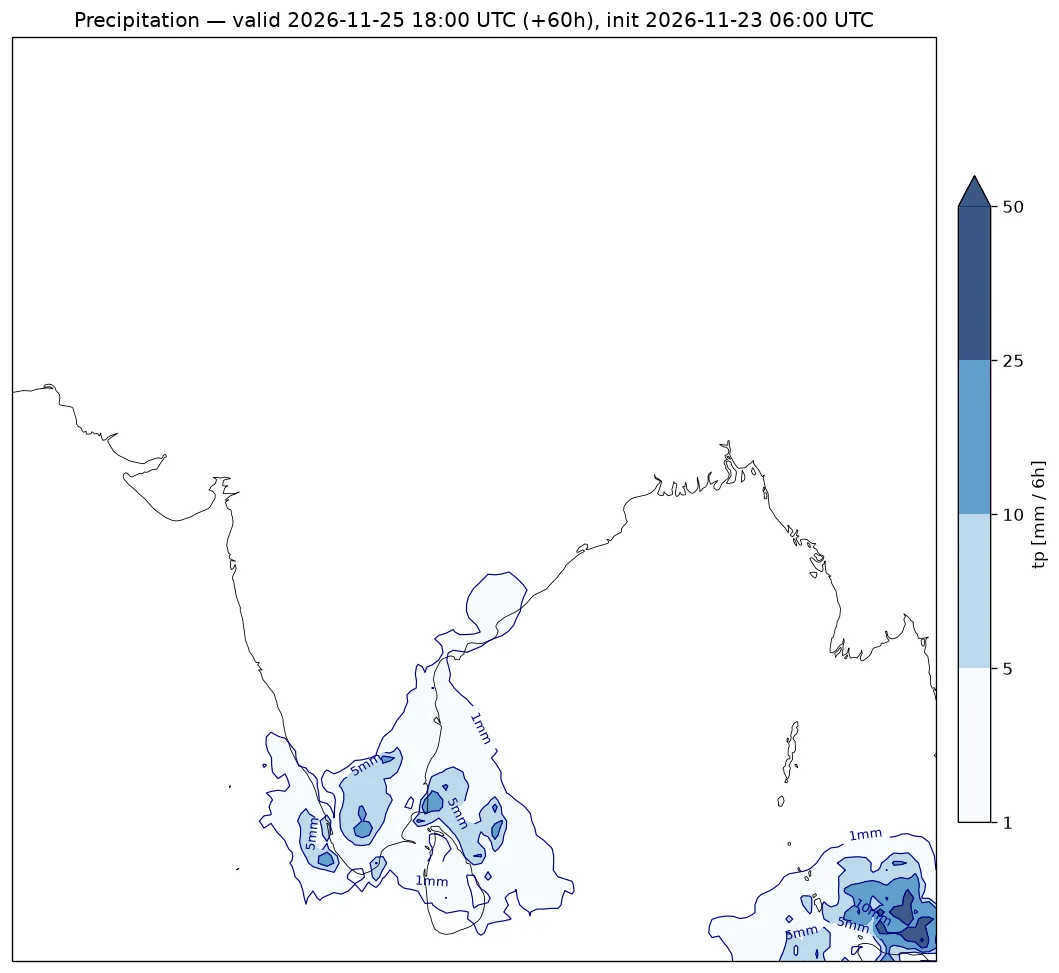 Precipitation — valid 2026-11-25 18:00 UTC (+60h), init 2026-11-23 06:00 UTC
50
25
10
5
1
tp [mm / 6h]
1mm
5mm
5mm
5mm
1mm
1mm
10mm
5mm
5mm